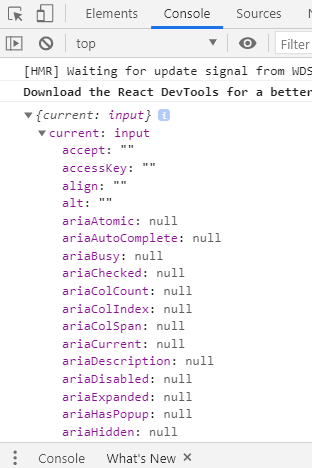 Elements Console Sources
top Filter
[HMR] Waiting for update signal from WDS
Download the React DevTools for a better
{current: input} i
current: input
accept: ""
accessKey: ""
align: ""
alt: ""
ariaAtomic: null
ariaAutoComplete: null
ariaBusy: null
ariaChecked: null
ariaColCount: null
ariaColIndex: null
ariaColSpan: null
ariaCurrent: null
ariaDescription: null
ariaDisabled: null
ariaExpanded: null
ariaHasPopup: null
ariaHidden: null
Console What's New